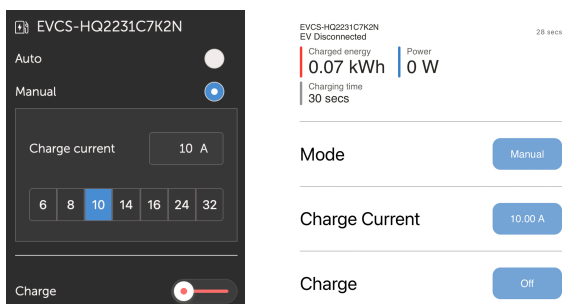 EVCS-HQ2231C7K2N
Auto
Manual
Charge current
10 A
6 8 10 14 16 24 32
Charge
EVCS-HQ2231C7K2N
EV Disconnected
28 secs
Charged energy
0.07 kWh
Power
0 W
Charging time
30 secs
Mode
Manual
Charge Current
10.00 A
Charge
Off